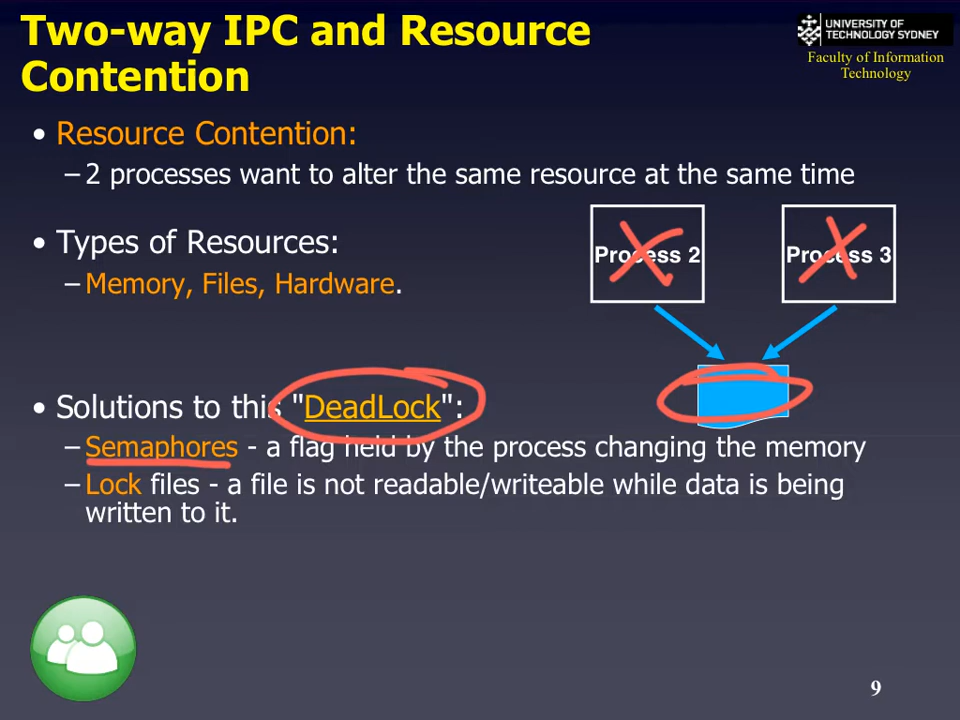 Two-way IPC and Resource
Contention
UNIVERSITY OF
TECHNOLOGY SYDNEY
Faculty of Information
Technology
• Resource Contention:
– 2 processes want to alter the same resource at the same time
• Types of Resources:
– Memory, Files, Hardware.
Process 2
Process 3
• Solutions to this "DeadLock":
– Semaphores - a flag held by the process changing the memory
– Lock files - a file is not readable/writeable while data is being
written to it.
9